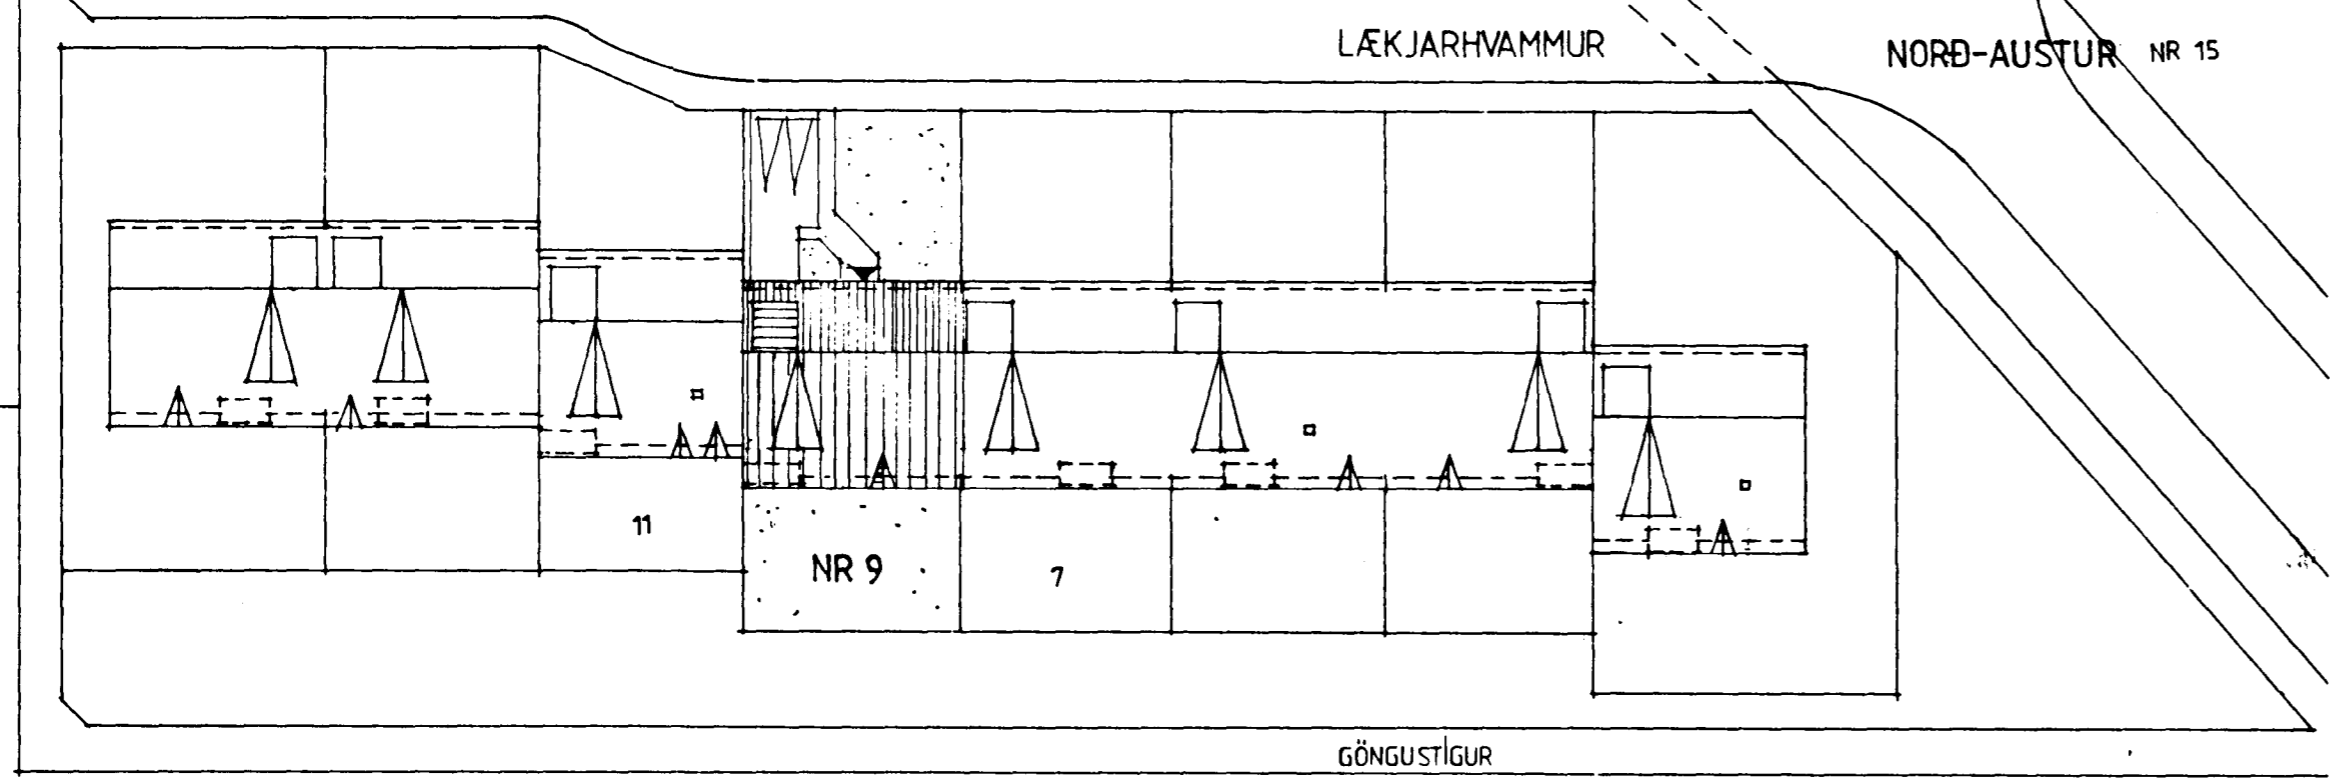 LÆKJARHVAMMUR
NORÐ-AUSTUR NR 15
11
NR 9
7
GÖNGUSTÍGUR